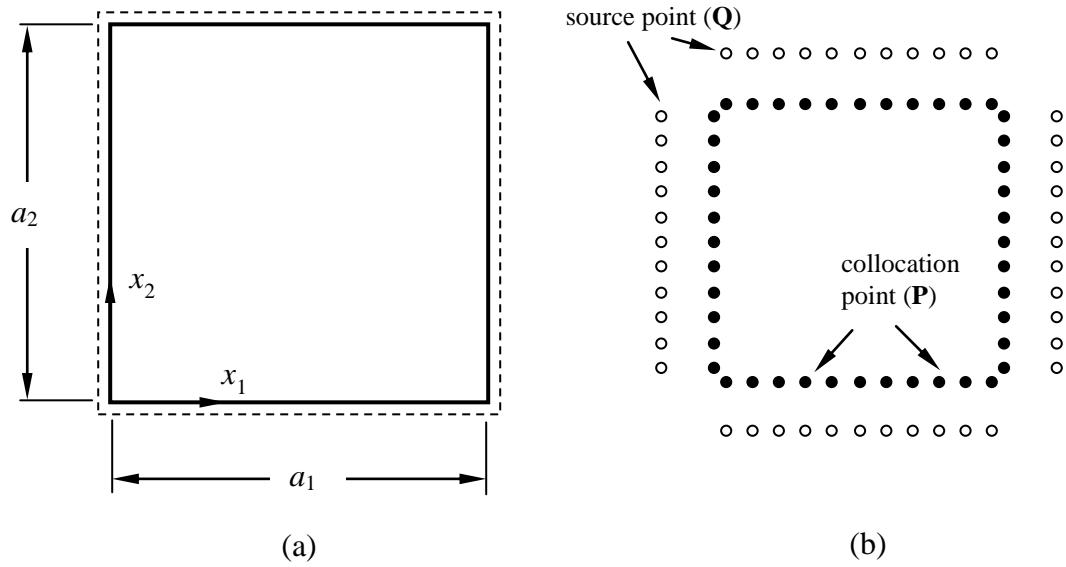 source point (Q)
a2
x2
x1
a1
collocation
point (P)
(a)
(b)